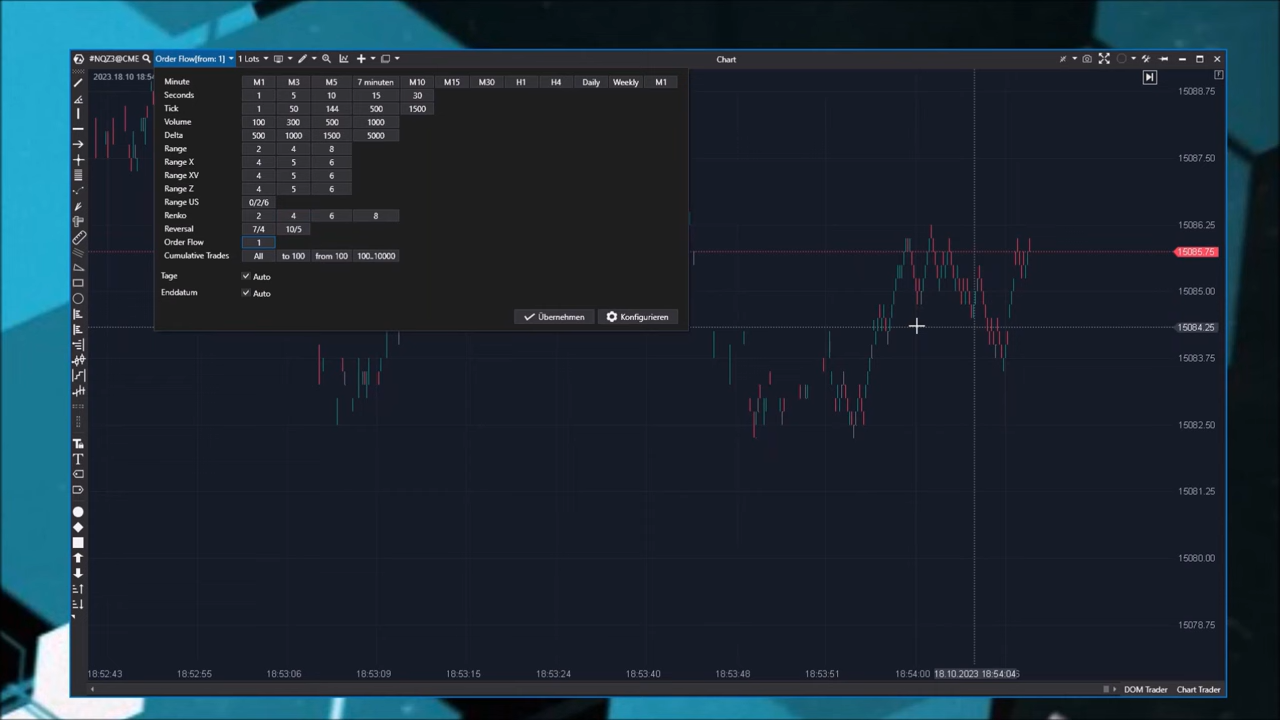 #NQZ3@CME Order Flow[from: 1] 1 Lots Chart
2023.18.10 18:54
Minute M1 M3 M5 7 minuten M10 M15 M30 H1 H4 Daily Weekly M1
Seconds 1 5 10 15 30
Tick 1 50 144 500 1500
Volume 100 300 500 1000
Delta 500 1000 1500 5000
Range 2 4 8
Range X 4 5 6
Range XV 4 5 6
Range Z 4 5 6
Range US 0/2/6
Renko 2 4 6 8
Reversal 7/4 10/5
Order Flow 1
Cumulative Trades All to 100 from 100 100..10000
Tage Auto
Enddatum Auto
Übernehmen Konfigurieren
F
15088.75
15087.50
15086.25
15085.75
15085.00
15084.25
15083.75
15082.50
15081.25
15080.00
15078.75
18:52:43 18:52:55 18:53:06 18:53:09 18:53:15 18:53:24 18:53:40 18:53:48 18:53:51 18:54:00 18.10.2023 18:54:04
DOM Trader Chart Trader